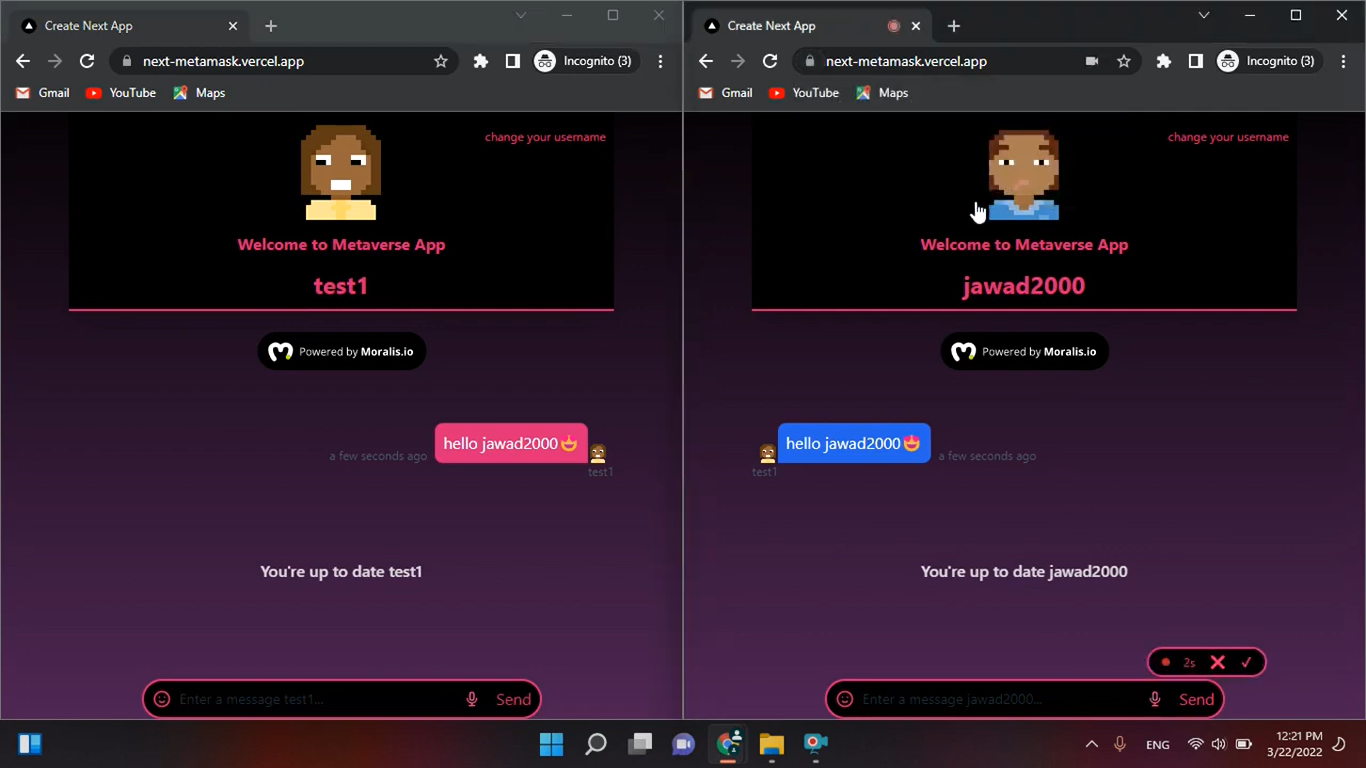 Create Next App
next-metamask.vercel.app
Incognito (3)
Gmail
YouTube
Maps
change your username
Welcome to Metaverse App
test1
Powered by Moralis.io
a few seconds ago
hello jawad2000🤩
test1
You're up to date test1
Enter a message test1...
Send
Create Next App
next-metamask.vercel.app
Incognito (3)
Gmail
YouTube
Maps
change your username
Welcome to Metaverse App
jawad2000
Powered by Moralis.io
hello jawad2000🤩
a few seconds ago
test1
You're up to date jawad2000
2s
Enter a message jawad2000...
Send
ENG
12:21 PM
3/22/2022